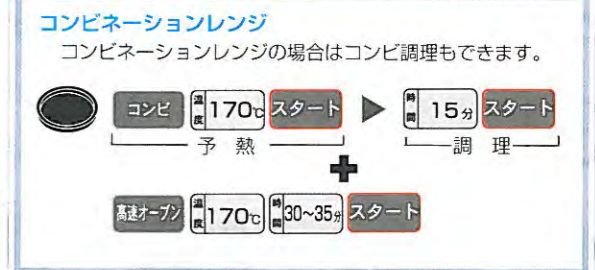 コンビネーションレンジ
コンビネーションレンジの場合はコンビ調理もできます。
コンビ 温度 170℃ スタート ▶ 時間 15分 スタート
予熱 調理
+
高速オーブン 温度 170℃ 時間 30~35分 スタート